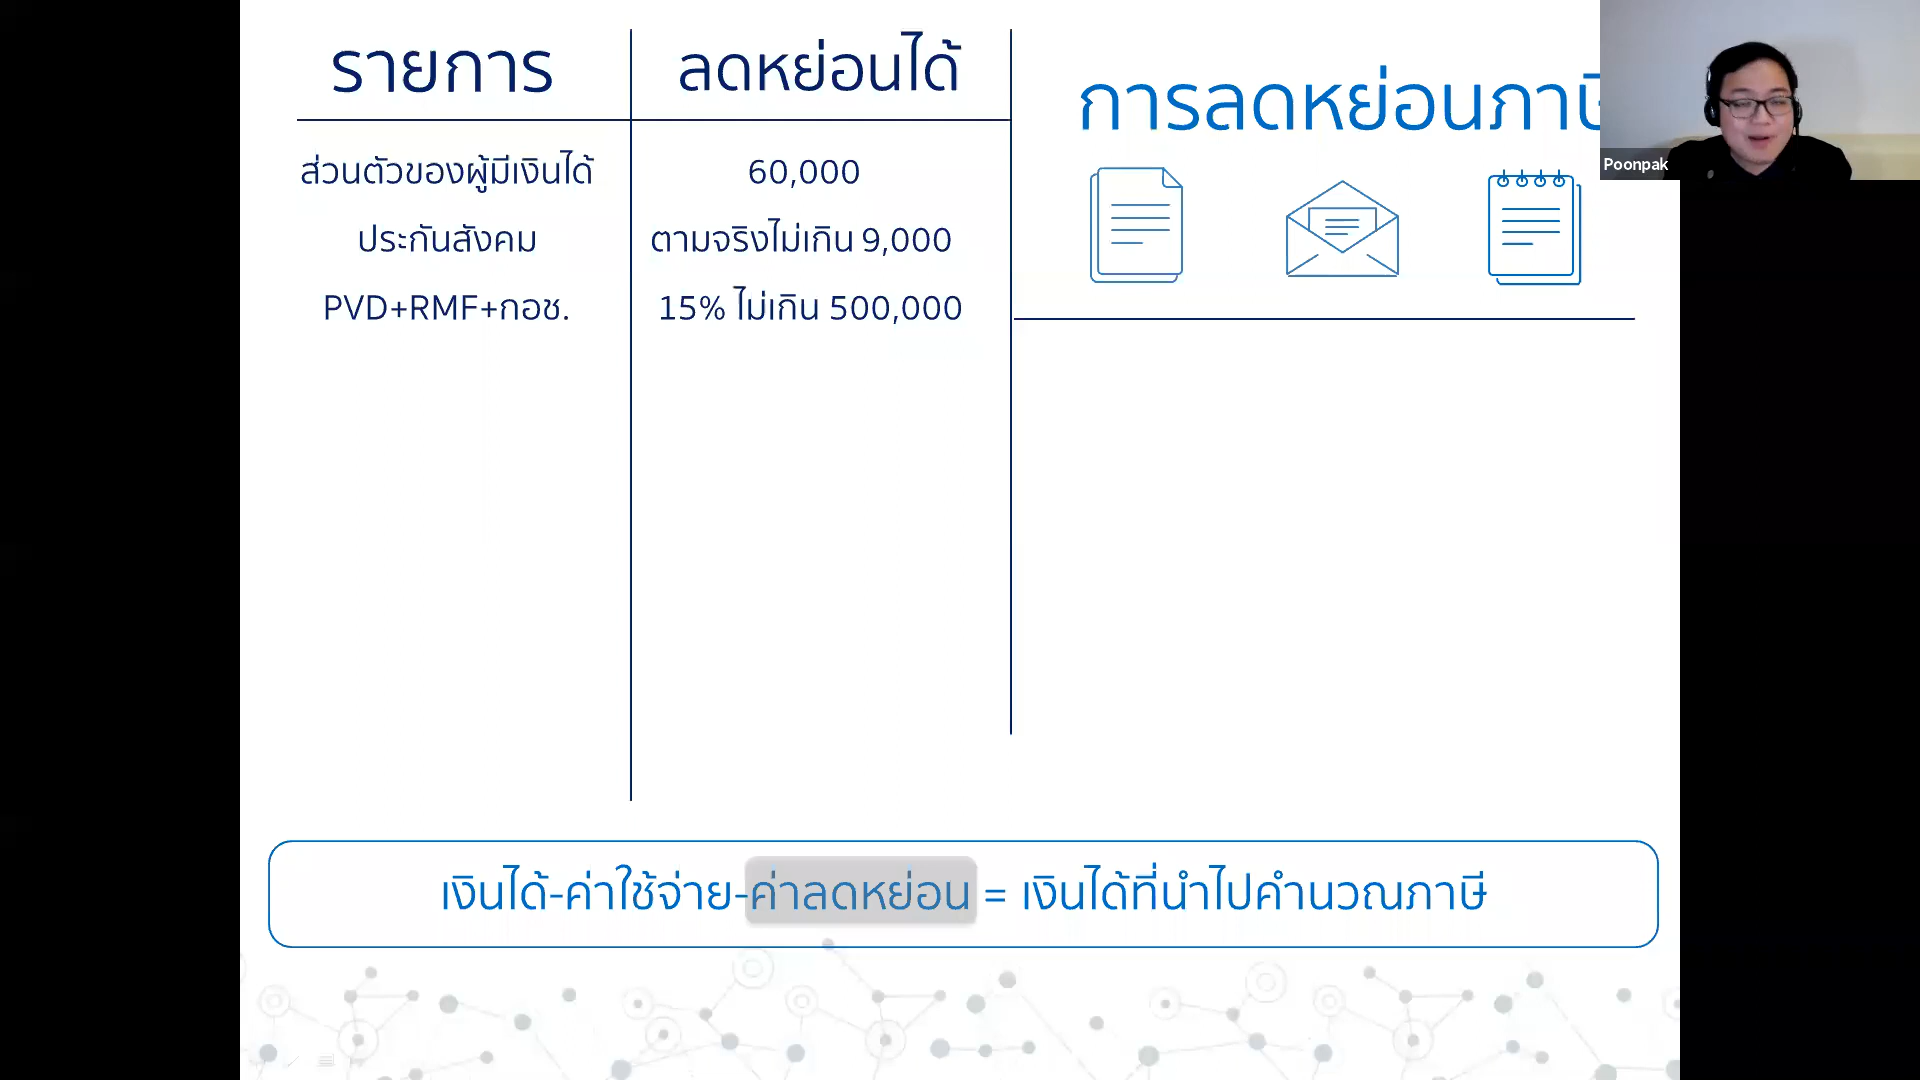 รายการ ลดหย่อนได้
ส่วนตัวของผู้มีเงินได้ 60,000
ประกันสังคม ตามจริงไม่เกิน 9,000
PVD+RMF+กอช. 15% ไม่เกิน 500,000
การลดหย่อนภาษี
Poonpak
เงินได้-ค่าใช้จ่าย-ค่าลดหย่อน = เงินได้ที่นำไปคำนวณภาษี